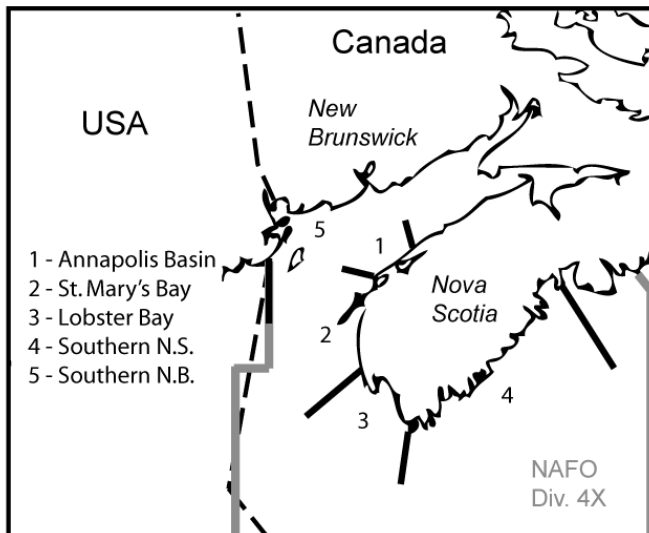 Canada
USA
New
Brunswick
5
1
1 - Annapolis Basin
2 - St. Mary's Bay
3 - Lobster Bay
4 - Southern N.S.
5 - Southern N.B.
Nova
Scotia
2
3
4
NAFO
Div. 4X